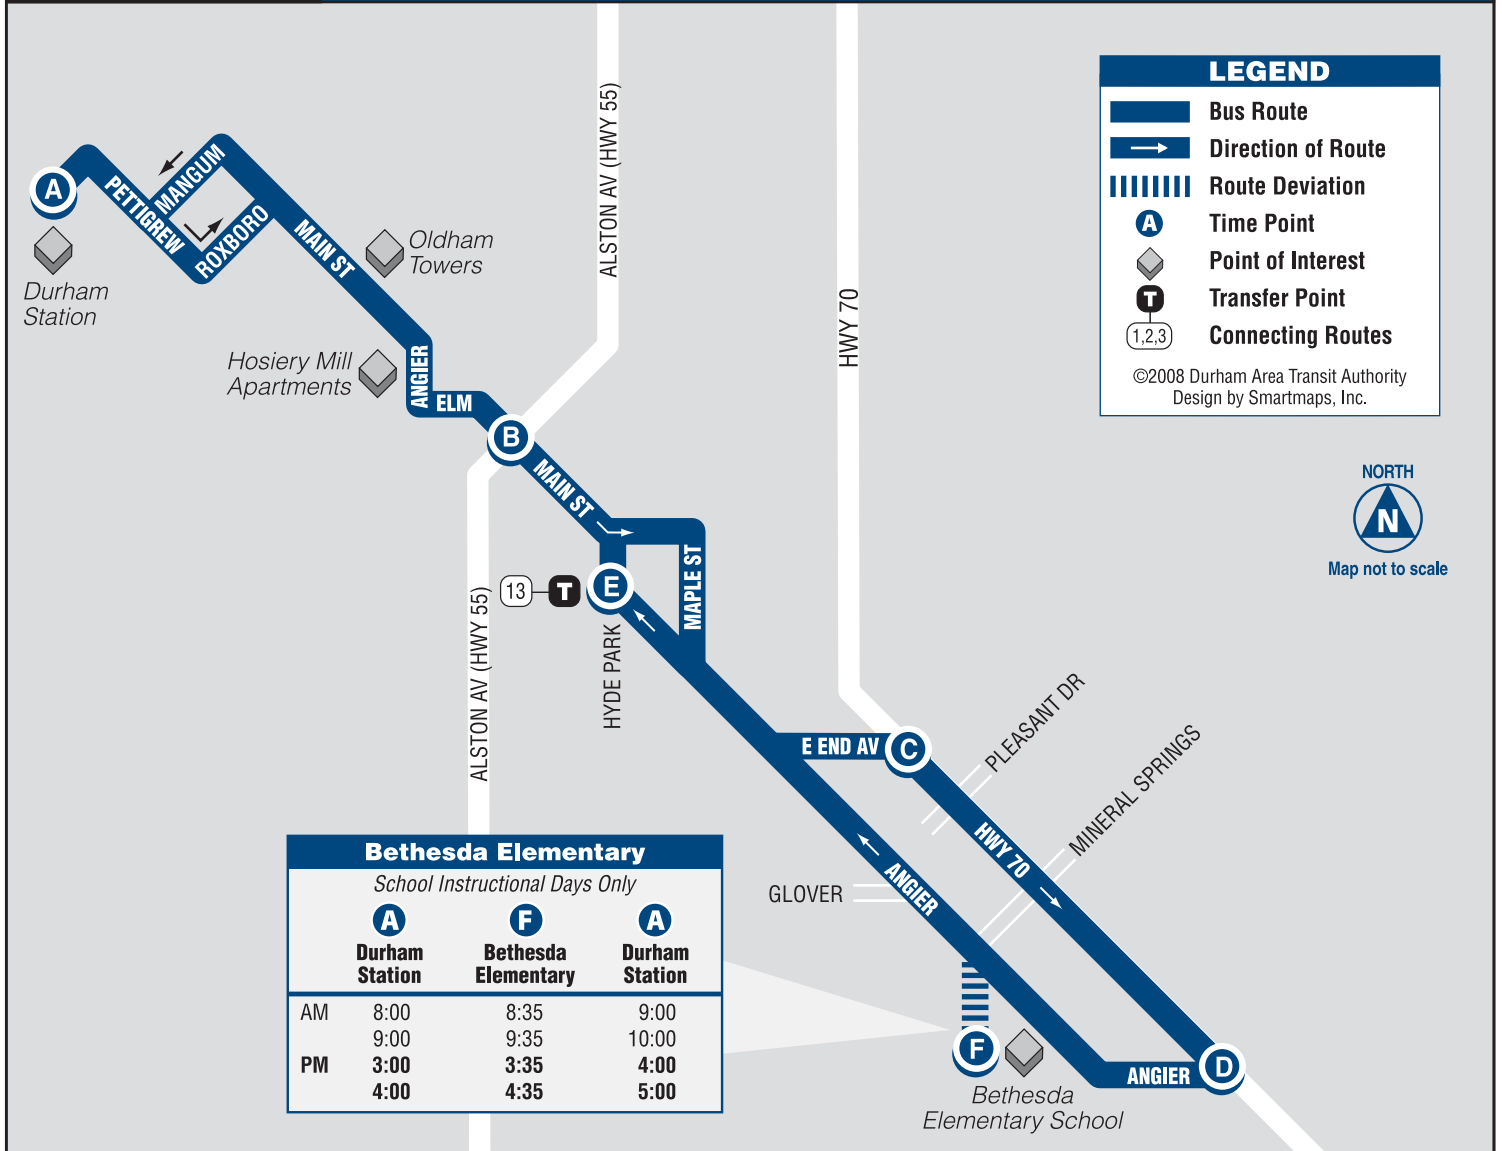 LEGEND
Bus Route
Direction of Route
Route Deviation
A
Time Point
Point of Interest
T
Transfer Point
1,2,3
Connecting Routes
©2008 Durham Area Transit Authority
Design by Smartmaps, Inc.
NORTH
N
Map not to scale
A
Durham
Station
PETTIGREW
MANGUM
ROXBORO
MAIN ST
Oldham
Towers
Hosiery Mill
Apartments
ANGIER
ELM
B
ALSTON AV (HWY 55)
HWY 70
MAIN ST
MAPLE ST
13
T
E
HYDE PARK
ALSTON AV (HWY 55)
E END AV
C
PLEASANT DR
MINERAL SPRINGS
HWY 70
ANGIER
GLOVER
F
Bethesda
Elementary School
ANGIER
D
Bethesda Elementary
School Instructional Days Only
A F A
Durham Bethesda Durham
Station Elementary Station
AM 8:00 8:35 9:00
9:00 9:35 10:00
PM 3:00 3:35 4:00
4:00 4:35 5:00